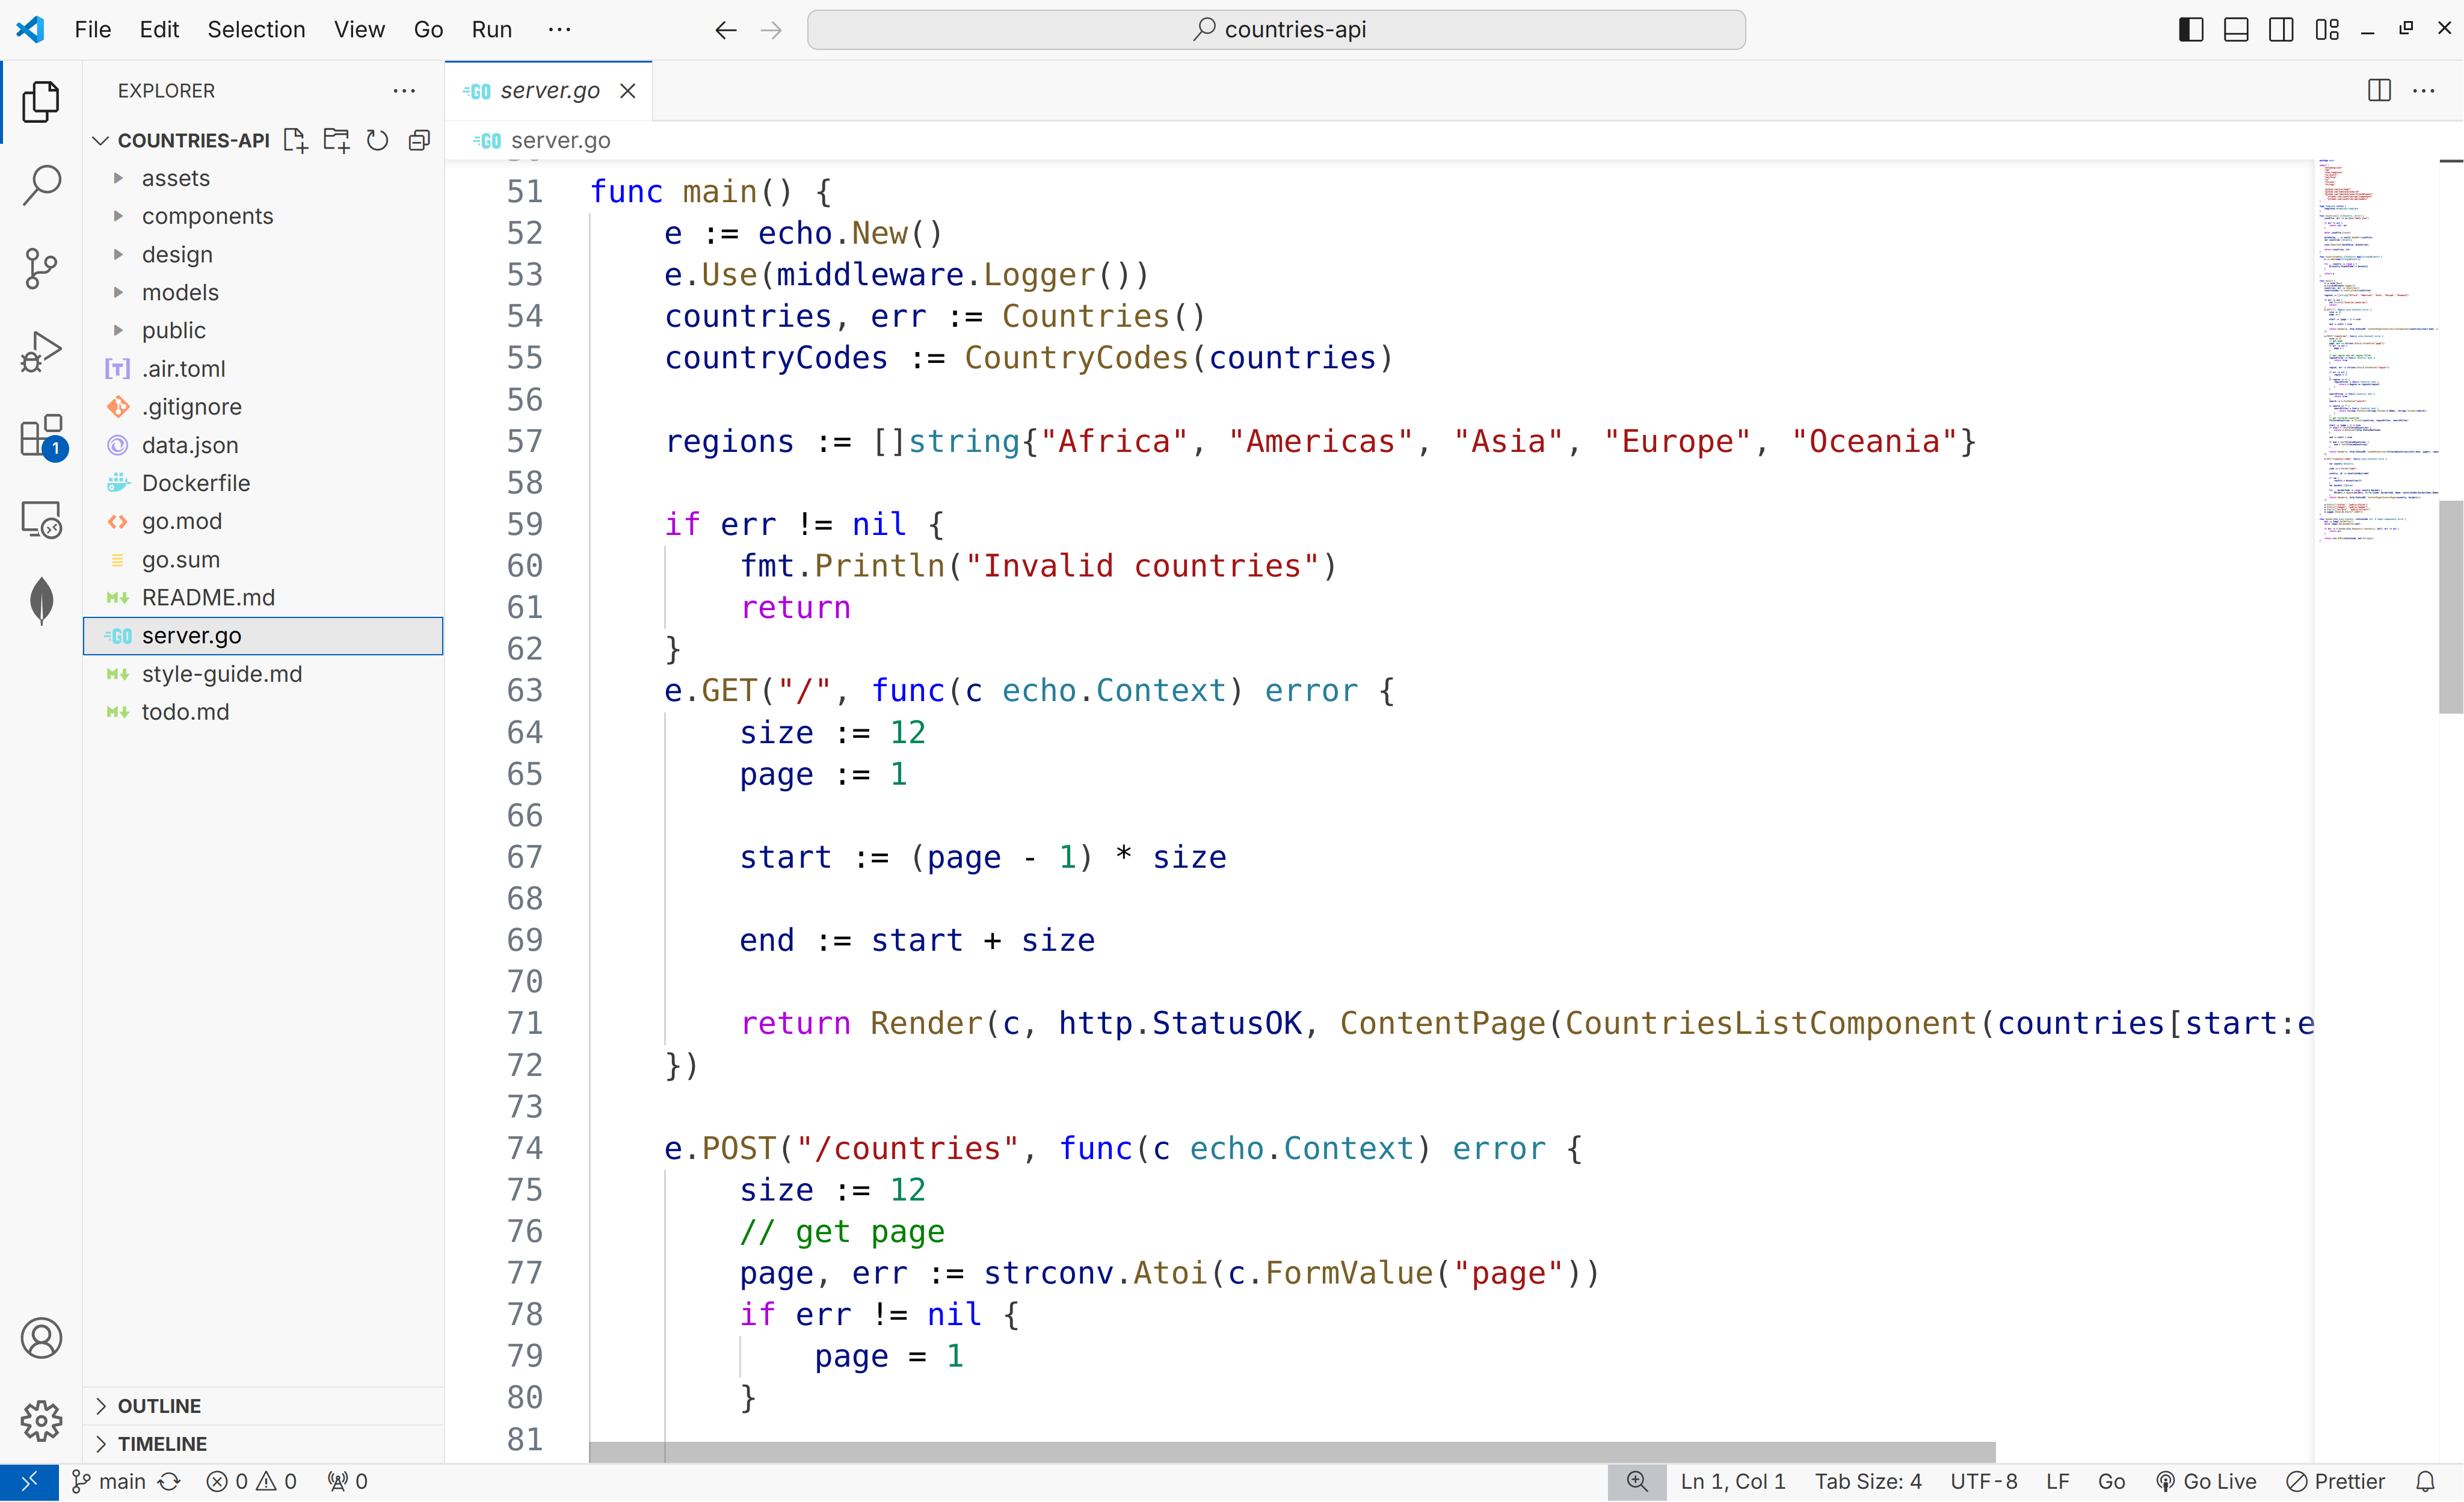 File Edit Selection View Go Run ···
countries-api
EXPLORER
COUNTRIES-API
assets
components
design
models
public
.air.toml
.gitignore
data.json
Dockerfile
go.mod
go.sum
README.md
server.go
style-guide.md
todo.md
OUTLINE
TIMELINE
1
GO server.go
GO server.go
51 func main() {
52 e := echo.New()
53 e.Use(middleware.Logger())
54 countries, err := Countries()
55 countryCodes := CountryCodes(countries)
56
57 regions := []string{"Africa", "Americas", "Asia", "Europe", "Oceania"}
58
59 if err != nil {
60 fmt.Println("Invalid countries")
61 return
62 }
63 e.GET("/", func(c echo.Context) error {
64 size := 12
65 page := 1
66
67 start := (page - 1) * size
68
69 end := start + size
70
71 return Render(c, http.StatusOK, ContentPage(CountriesListComponent(countries[start:e
72 })
73
74 e.POST("/countries", func(c echo.Context) error {
75 size := 12
76 // get page
77 page, err := strconv.Atoi(c.FormValue("page"))
78 if err != nil {
79 page = 1
80 }
81
main 0 0 0
Ln 1, Col 1 Tab Size: 4 UTF-8 LF Go Go Live Prettier